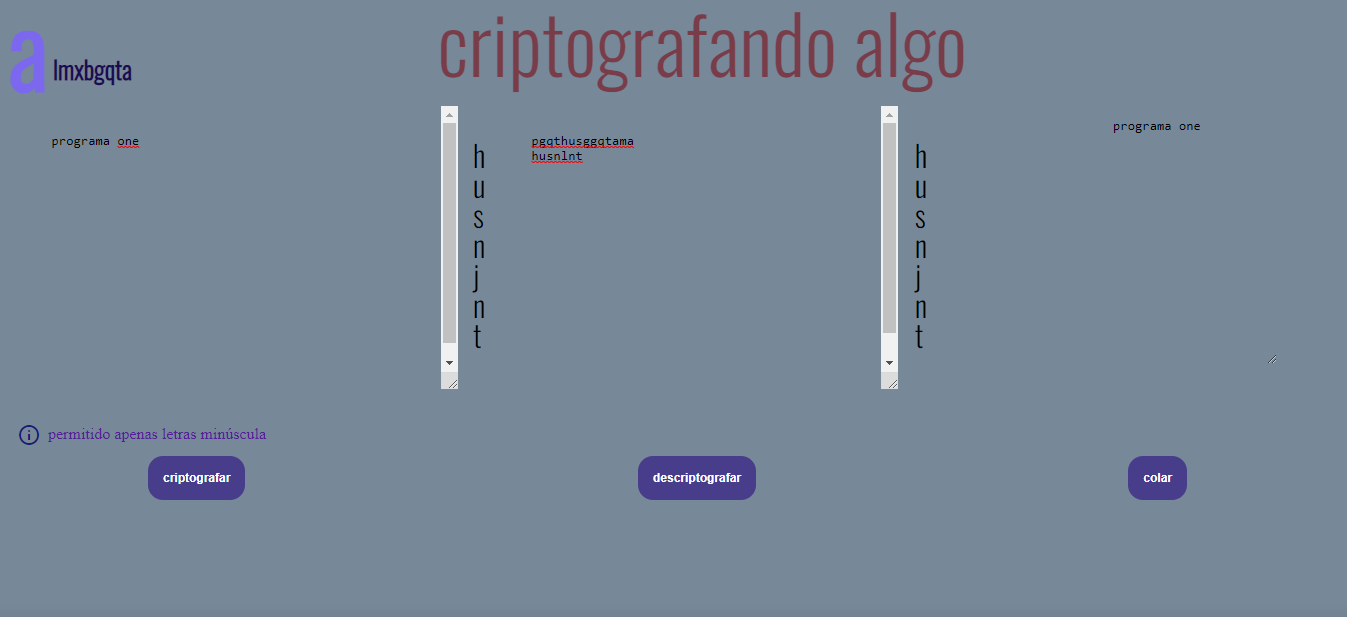 criptografando algo
a lmxbgqta
programa one
h
u
s
n
j
n
t
pgqthusggqtama
husnlnt
h
u
s
n
j
n
t
programa one
permitido apenas letras minúscula
criptografar
descriptografar
colar